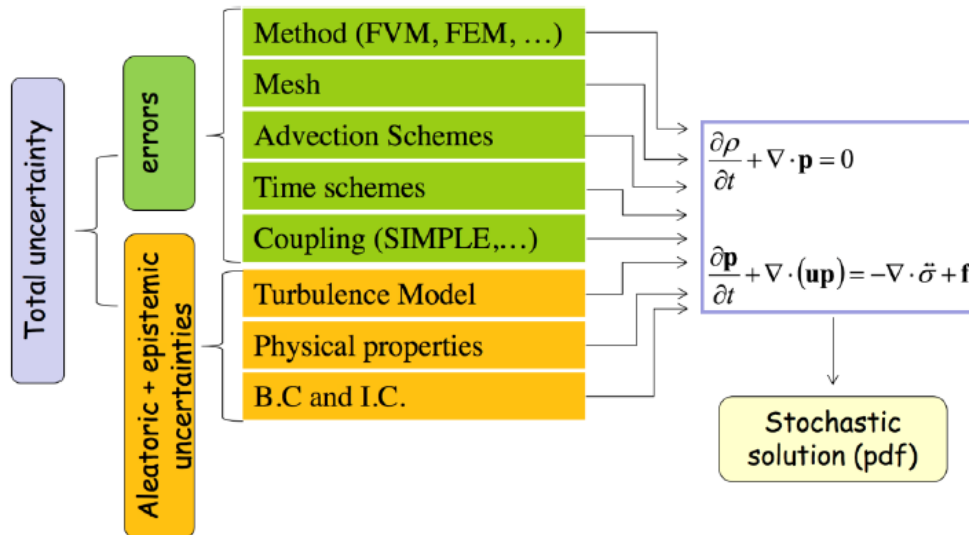 Total uncertainty
errors
Aleatoric + epistemic
uncertainties
Method (FVM, FEM, …)
Mesh
Advection Schemes
Time schemes
Coupling (SIMPLE,…)
Turbulence Model
Physical properties
B.C and I.C.
∂ρ/∂t + ∇ · p = 0
∂p/∂t + ∇ · (up) = −∇ · σ̈ + f
Stochastic
solution (pdf)